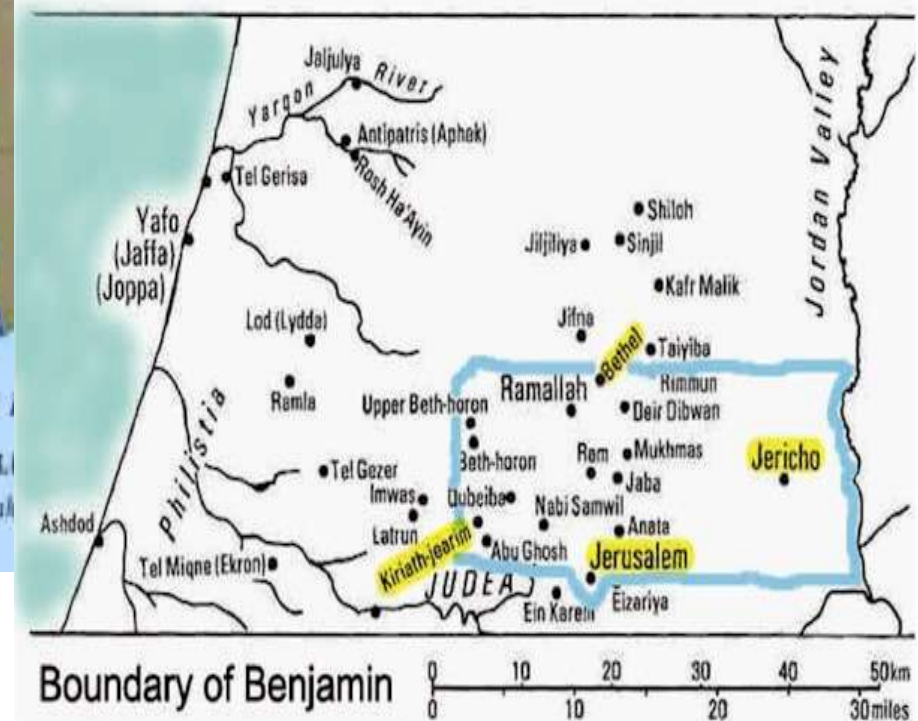 Jaljulya
Yarqon River
Antipatris (Aphek)
Rosh Ha'Ayin
Tel Gerisa
Yafo
(Jaffa)
(Joppa)
Shiloh
Jiljiliya
Sinjil
Kafr Malik
Jordan Valley
Lod (Lydda)
Jifna
Bethel
Taiyiba
Ramla
Ramallah
Rimmun
Upper Beth-horon
Deir Dibwan
Philistia
Beth-horon
Ram
Mukhmas
Jericho
Tel Gezer
Jaba
Imwas
Qubeiba
Nabi Samwil
Ashdod
Latrun
Anata
Kiriath-jearim
Abu Ghosh
Jerusalem
Tel Miqne (Ekron)
JUDEA
Ein Karem
Eizariya
Boundary of Benjamin
0 10 20 30 40 50km
0 10 20 30miles